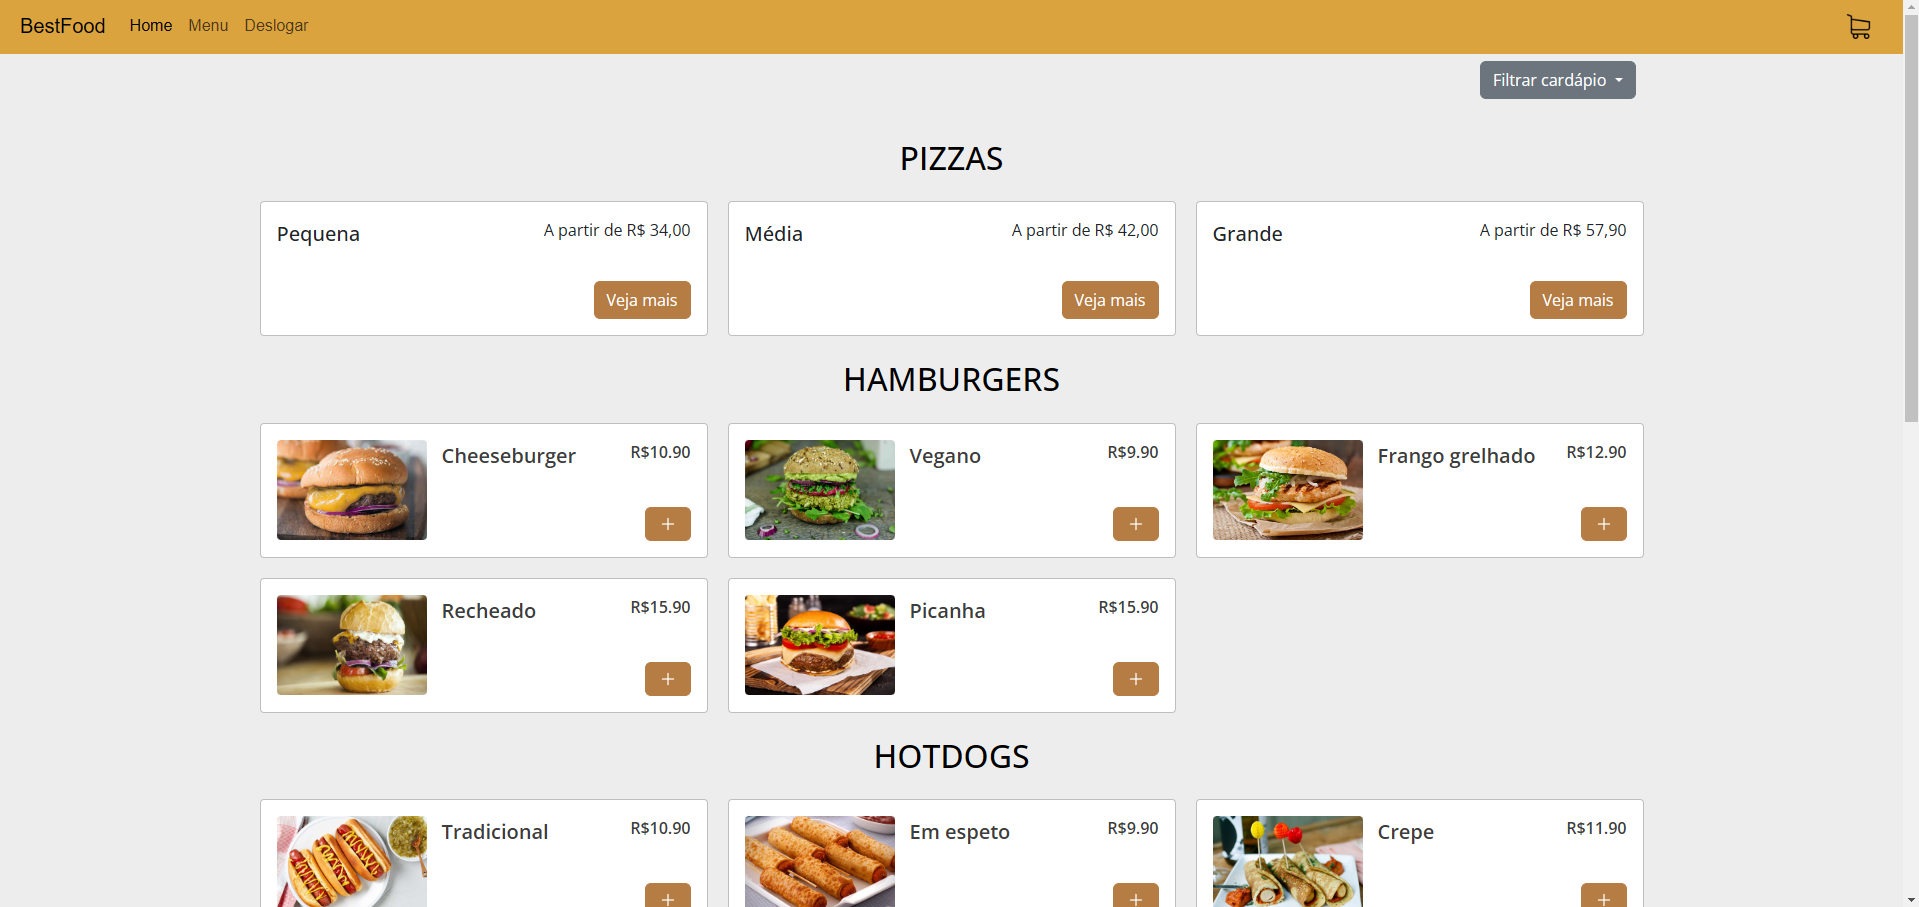 BestFood Home Menu Deslogar
Filtrar cardápio
PIZZAS
Pequena A partir de R$ 34,00
Veja mais
Média A partir de R$ 42,00
Veja mais
Grande A partir de R$ 57,90
Veja mais
HAMBURGERS
Cheeseburger R$10.90
+
Vegano R$9.90
+
Frango grelhado R$12.90
+
Recheado R$15.90
+
Picanha R$15.90
+
HOTDOGS
Tradicional R$10.90
+
Em espeto R$9.90
+
Crepe R$11.90
+